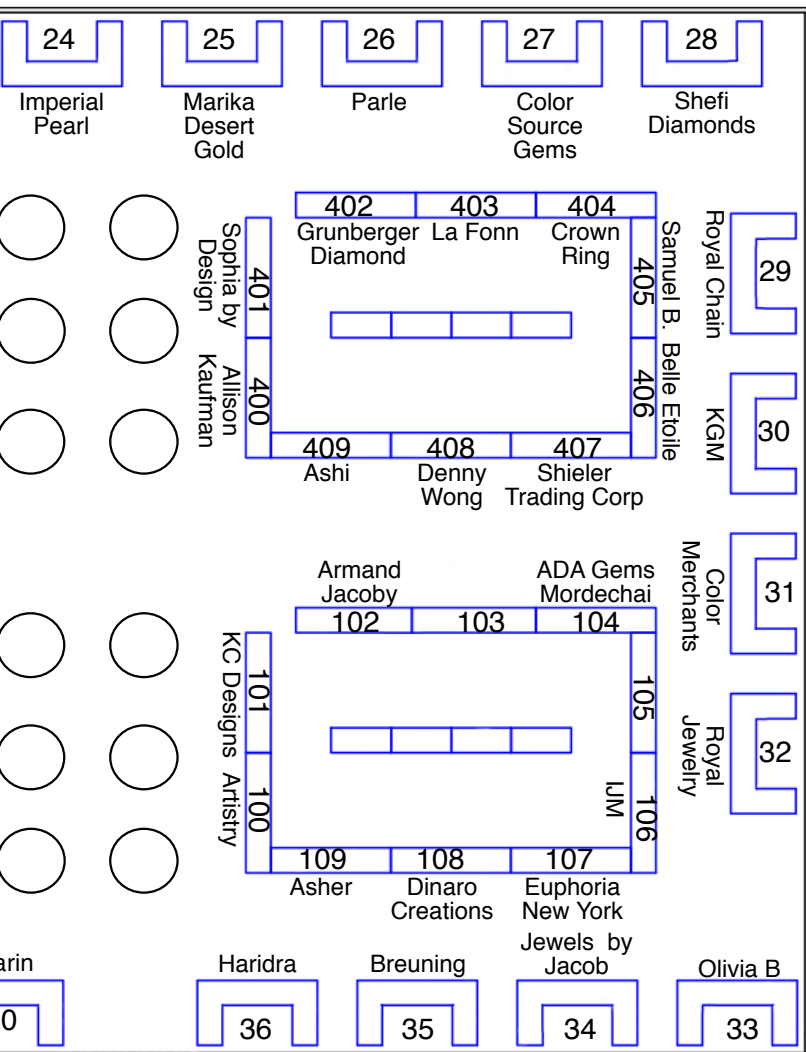 24
Imperial
Pearl
25
Marika
Desert
Gold
26
Parle
27
Color
Source
Gems
28
Shefi
Diamonds
402
Grunberger
Diamond
403
La Fonn
404
Crown
Ring
Sophia by
Design
401
Allison
Kaufman
400
405
Samuel B.
406
Belle Etoile
409
Ashi
408
Denny
Wong
407
Shieler
Trading Corp
Royal Chain
29
KGM
30
Color
Merchants
31
Royal
Jewelry
32
Armand
Jacoby
102
103
ADA Gems
Mordechai
104
KC Designs
101
Artistry
100
105
IJM
106
109
Asher
108
Dinaro
Creations
107
Euphoria
New York
arin
0
Haridra
36
Breuning
35
Jewels by
Jacob
34
Olivia B
33